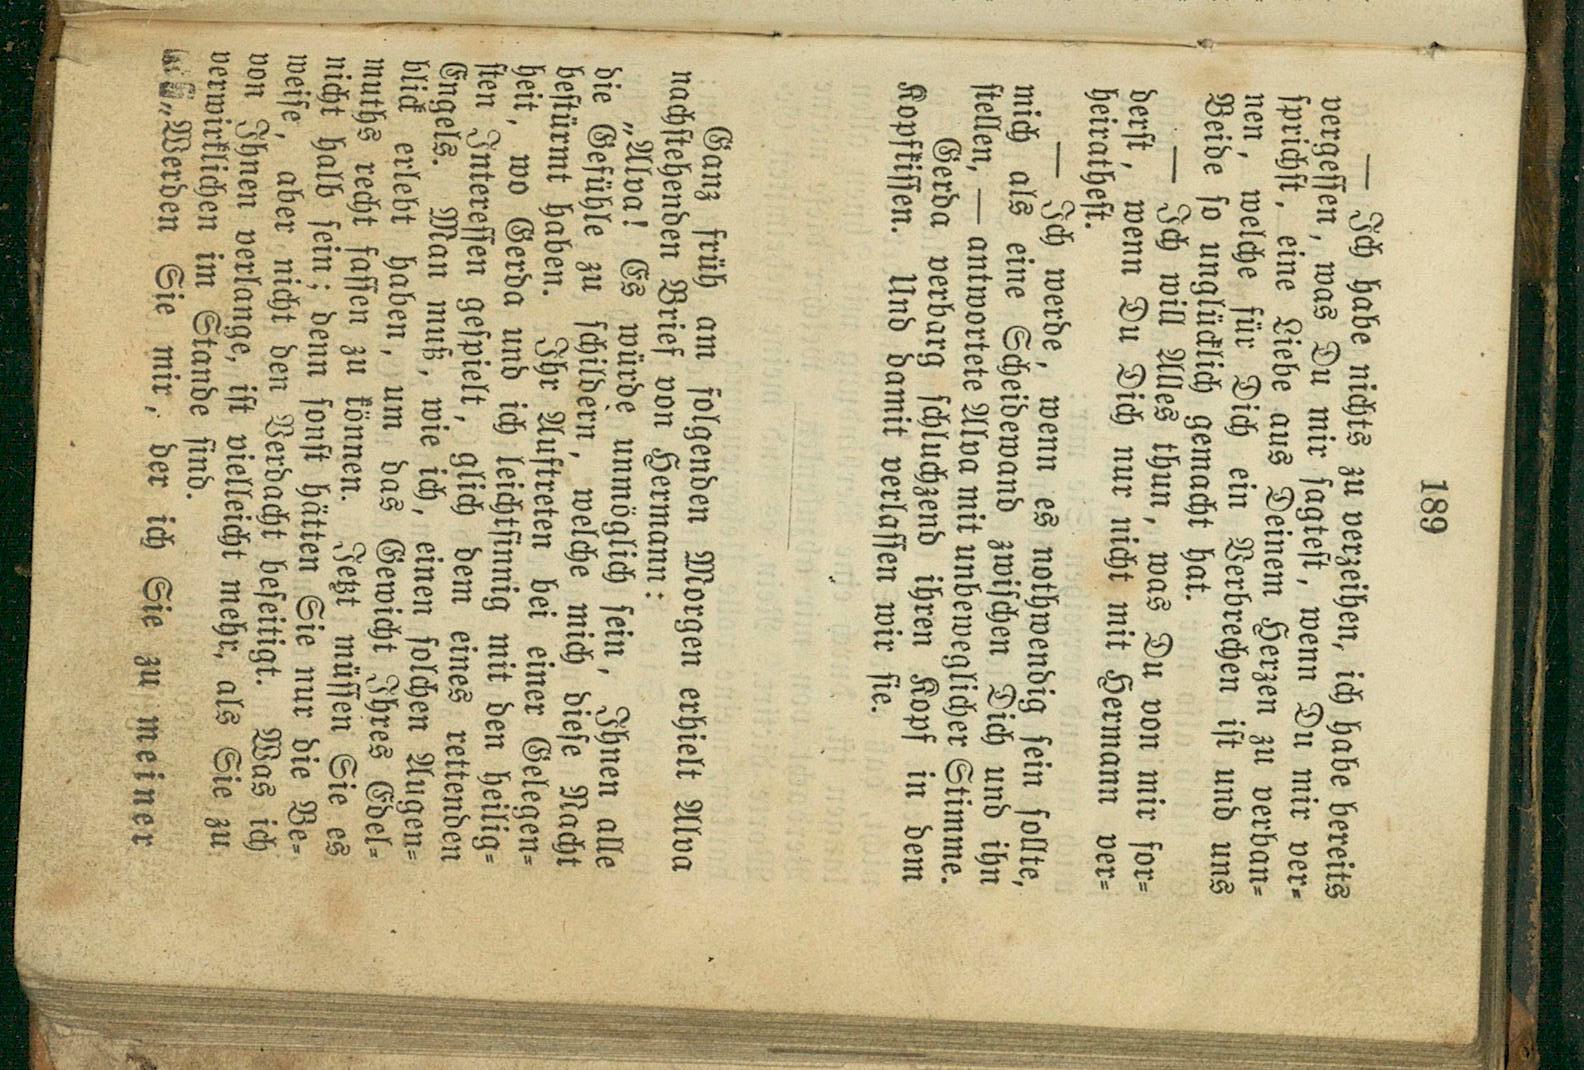 189
— Ich habe nichts zu verzeihen, ich habe bereits
vergessen, was Du mir sagtest, wenn Du mir ver-
sprichst, eine Liebe aus Deinem Herzen zu verban-
nen, welche für Dich ein Verbrechen ist und uns
Beide so unglücklich gemacht hat.
— Ich will Alles thun, was Du von mir for-
derst, wenn Du Dich nur nicht mit Hermann ver-
heirathest.
— Ich werde, wenn es nothwendig sein sollte,
mich als eine Scheidewand zwischen Dich und ihn
stellen, — antwortete Alva mit unbeweglicher Stimme.
Gerda verbarg schluchzend ihren Kopf in dem
Kopfkissen. Und damit verlassen wir sie.
Ganz früh am folgenden Morgen erhielt Alva
nachstehenden Brief von Hermann:
„Alva! Es würde unmöglich sein, Ihnen alle
die Gefühle zu schildern, welche mich diese Nacht
bestürmt haben. Ihr Auftreten bei einer Gelegen-
heit, wo Gerda und ich leichtsinnig mit den heilig-
sten Interessen gespielt, glich dem eines rettenden
Engels. Man muß, wie ich, einen solchen Augen-
blick erlebt haben, um das Gewicht Ihres Edel-
muths recht fassen zu können. Jetzt müssen Sie es
nicht halb sein; denn sonst hätten Sie nur die Be-
weise, aber nicht den Verdacht beseitigt. Was ich
von Ihnen verlange, ist vielleicht mehr, als Sie zu
verwirklichen im Stande sind.
„Werden Sie mir, der ich Sie zu meiner